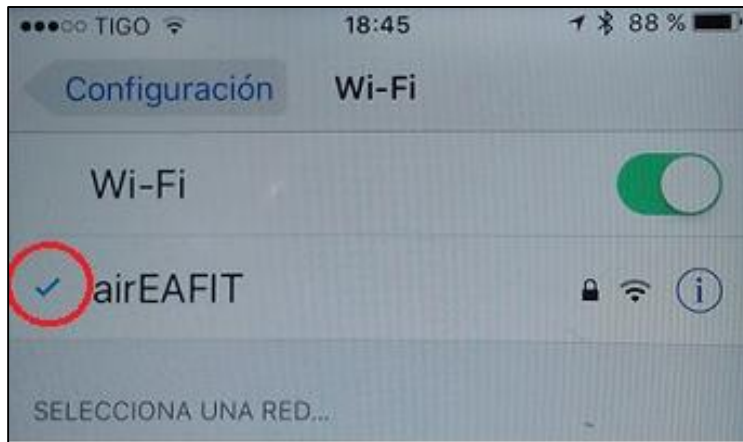 TIGO 18:45 88 %
Configuración Wi-Fi
Wi-Fi
airEAFIT
SELECCIONA UNA RED...